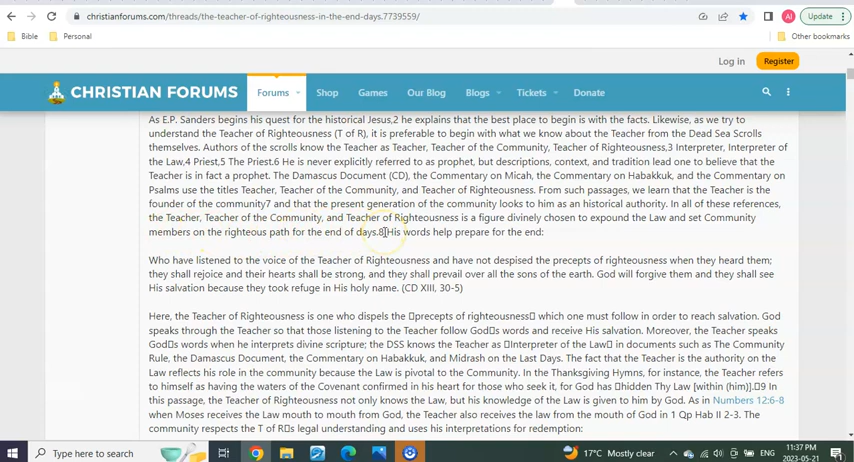 christianforums.com/threads/the-teacher-of-righteousness-in-the-end-days.7739559/
AI
Update
Bible
Personal
Other bookmarks
Log in
Register
CHRISTIAN FORUMS
Forums
Shop
Games
Our Blog
Blogs
Tickets
Donate
As E.P. Sanders begins his quest for the historical Jesus,2 he explains that the best place to begin is with the facts. Likewise, as we try to
understand the Teacher of Righteousness (T of R), it is preferable to begin with what we know about the Teacher from the Dead Sea Scrolls
themselves. Authors of the scrolls know the Teacher as Teacher, Teacher of the Community, Teacher of Righteousness,3 Interpreter, Interpreter of
the Law,4 Priest,5 The Priest.6 He is never explicitly referred to as prophet, but descriptions, context, and tradition lead one to believe that the
Teacher is in fact a prophet. The Damascus Document (CD), the Commentary on Micah, the Commentary on Habakkuk, and the Commentary on
Psalms use the titles Teacher, Teacher of the Community, and Teacher of Righteousness. From such passages, we learn that the Teacher is the
founder of the community7 and that the present generation of the community looks to him as an historical authority. In all of these references,
the Teacher, Teacher of the Community, and Teacher of Righteousness is a figure divinely chosen to expound the Law and set Community
members on the righteous path for the end of days.8 His words help prepare for the end:
Who have listened to the voice of the Teacher of Righteousness and have not despised the precepts of righteousness when they heard them;
they shall rejoice and their hearts shall be strong, and they shall prevail over all the sons of the earth. God will forgive them and they shall see
His salvation because they took refuge in His holy name. (CD XIII, 30-5)
Here, the Teacher of Righteousness is one who dispels the □precepts of righteousness□ which one must follow in order to reach salvation. God
speaks through the Teacher so that those listening to the Teacher follow God□s words and receive His salvation. Moreover, the Teacher speaks
God□s words when he interprets divine scripture; the DSS knows the Teacher as □Interpreter of the Law□ in documents such as The Community
Rule, the Damascus Document, the Commentary on Habakkuk, and Midrash on the Last Days. The fact that the Teacher is the authority on the
Law reflects his role in the community because the Law is pivotal to the Community. In the Thanksgiving Hymns, for instance, the Teacher refers
to himself as having the waters of the Covenant confirmed in his heart for those who seek it, for God has □hidden Thy Law [within (him)].□9 In
this passage, the Teacher of Righteousness not only knows the Law, but his knowledge of the Law is given to him by God. As in Numbers 12:6-8
when Moses receives the Law mouth to mouth from God, the Teacher also receives the law from the mouth of God in 1 Qp Hab II 2-3. The
community respects the T of R□s legal understanding and uses his interpretations for redemption:
Type here to search
17°C Mostly clear
ENG
11:37 PM
2023-05-21